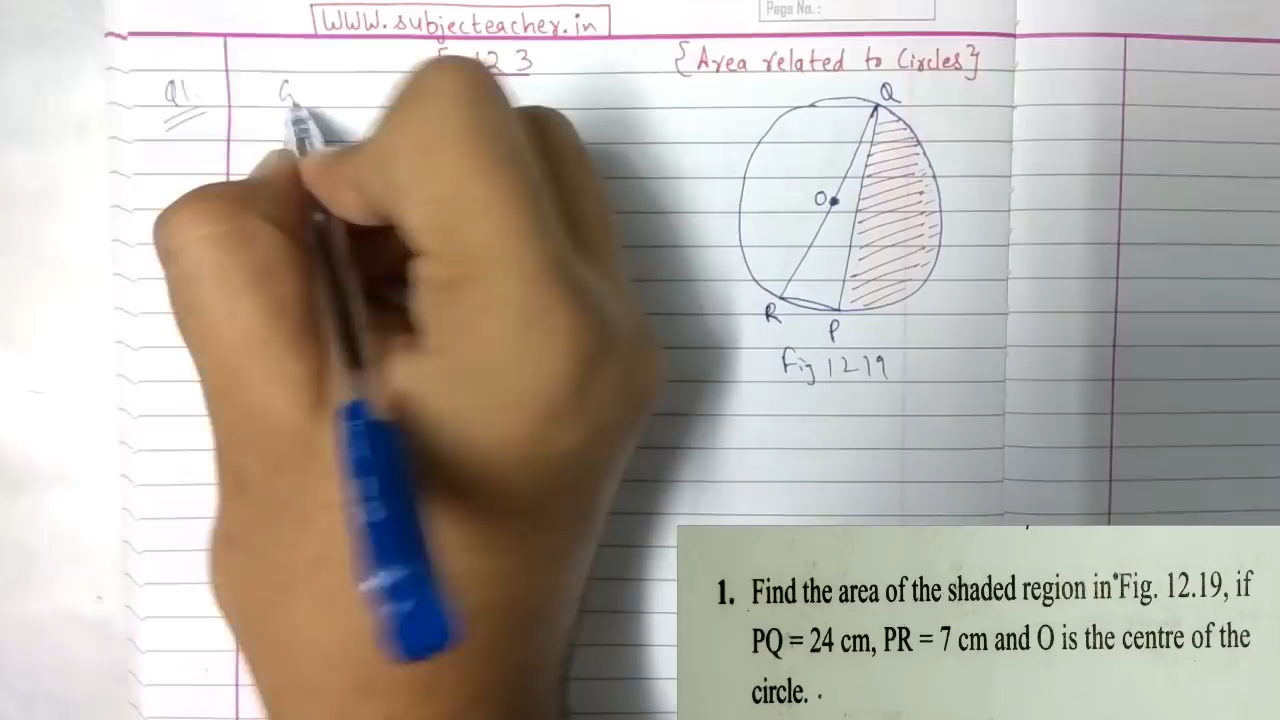 Page No. :
WWW.subjecteacher.in
12 3
{Area related to Circles}
Q1.
Q
O
R
P
Fig 12 19
1. Find the area of the shaded region in Fig. 12.19, if
PQ = 24 cm, PR = 7 cm and O is the centre of the
circle.